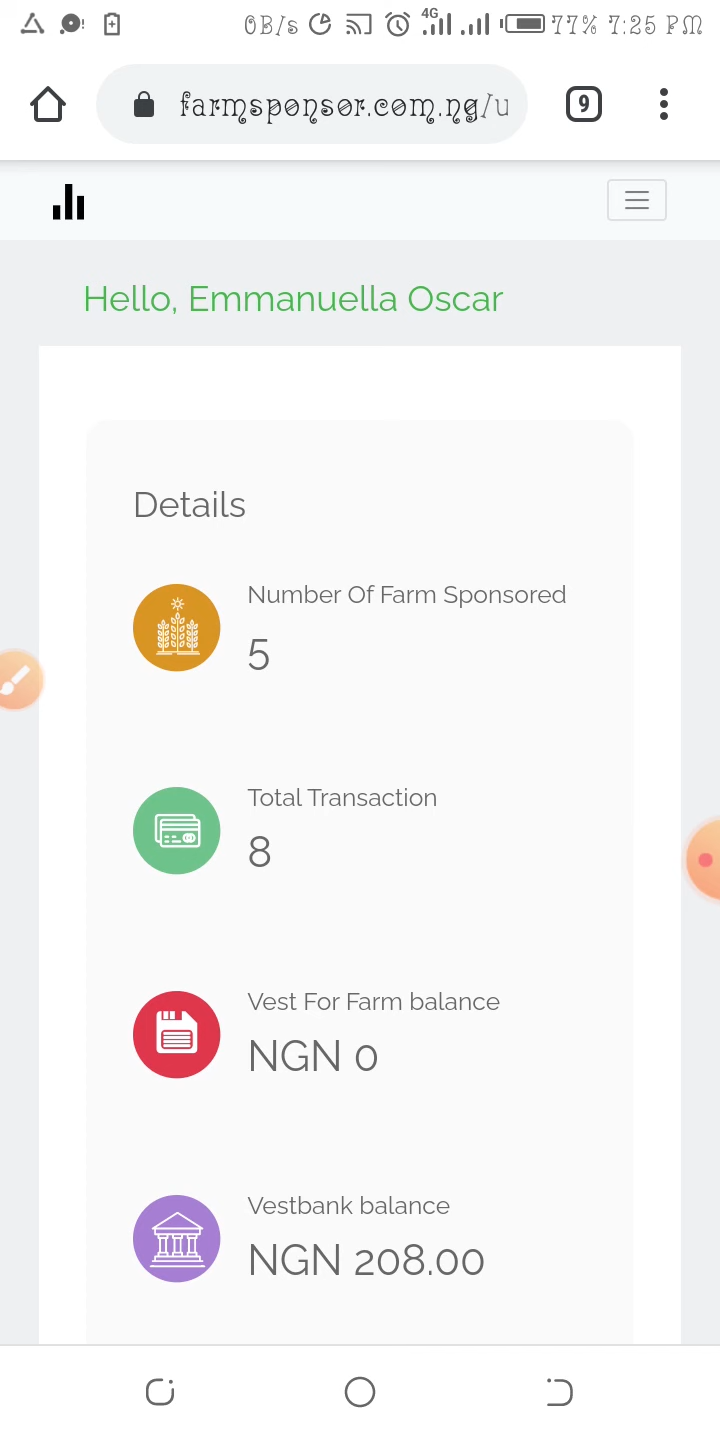 0B/s 4G 77% 7:25 PM
farmsponsor.com.ng/u
9
Hello, Emmanuella Oscar
Details
Number Of Farm Sponsored
5
Total Transaction
8
Vest For Farm balance
NGN 0
Vestbank balance
NGN 208.00